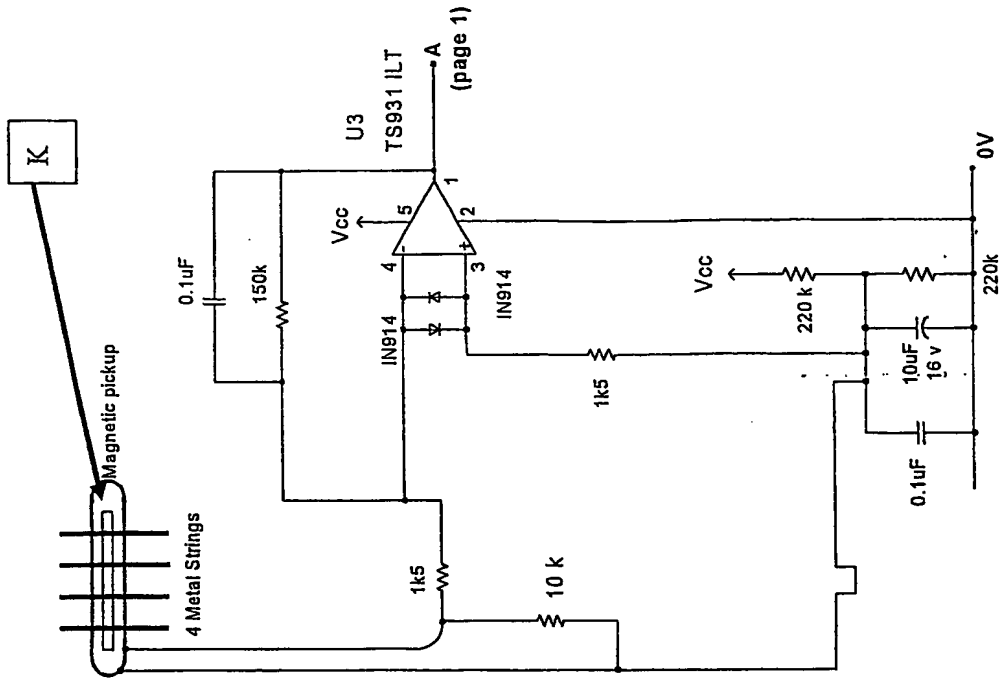 K
Magnetic pickup
4 Metal Strings
0.1uF
150k
U3
TS931 ILT
A
(page 1)
Vcc
5
4
-
1
2
+
3
IN914
IN914
1k5
10 k
1k5
Vcc
220 k
220k
10uF
16 v
0.1uF
0V